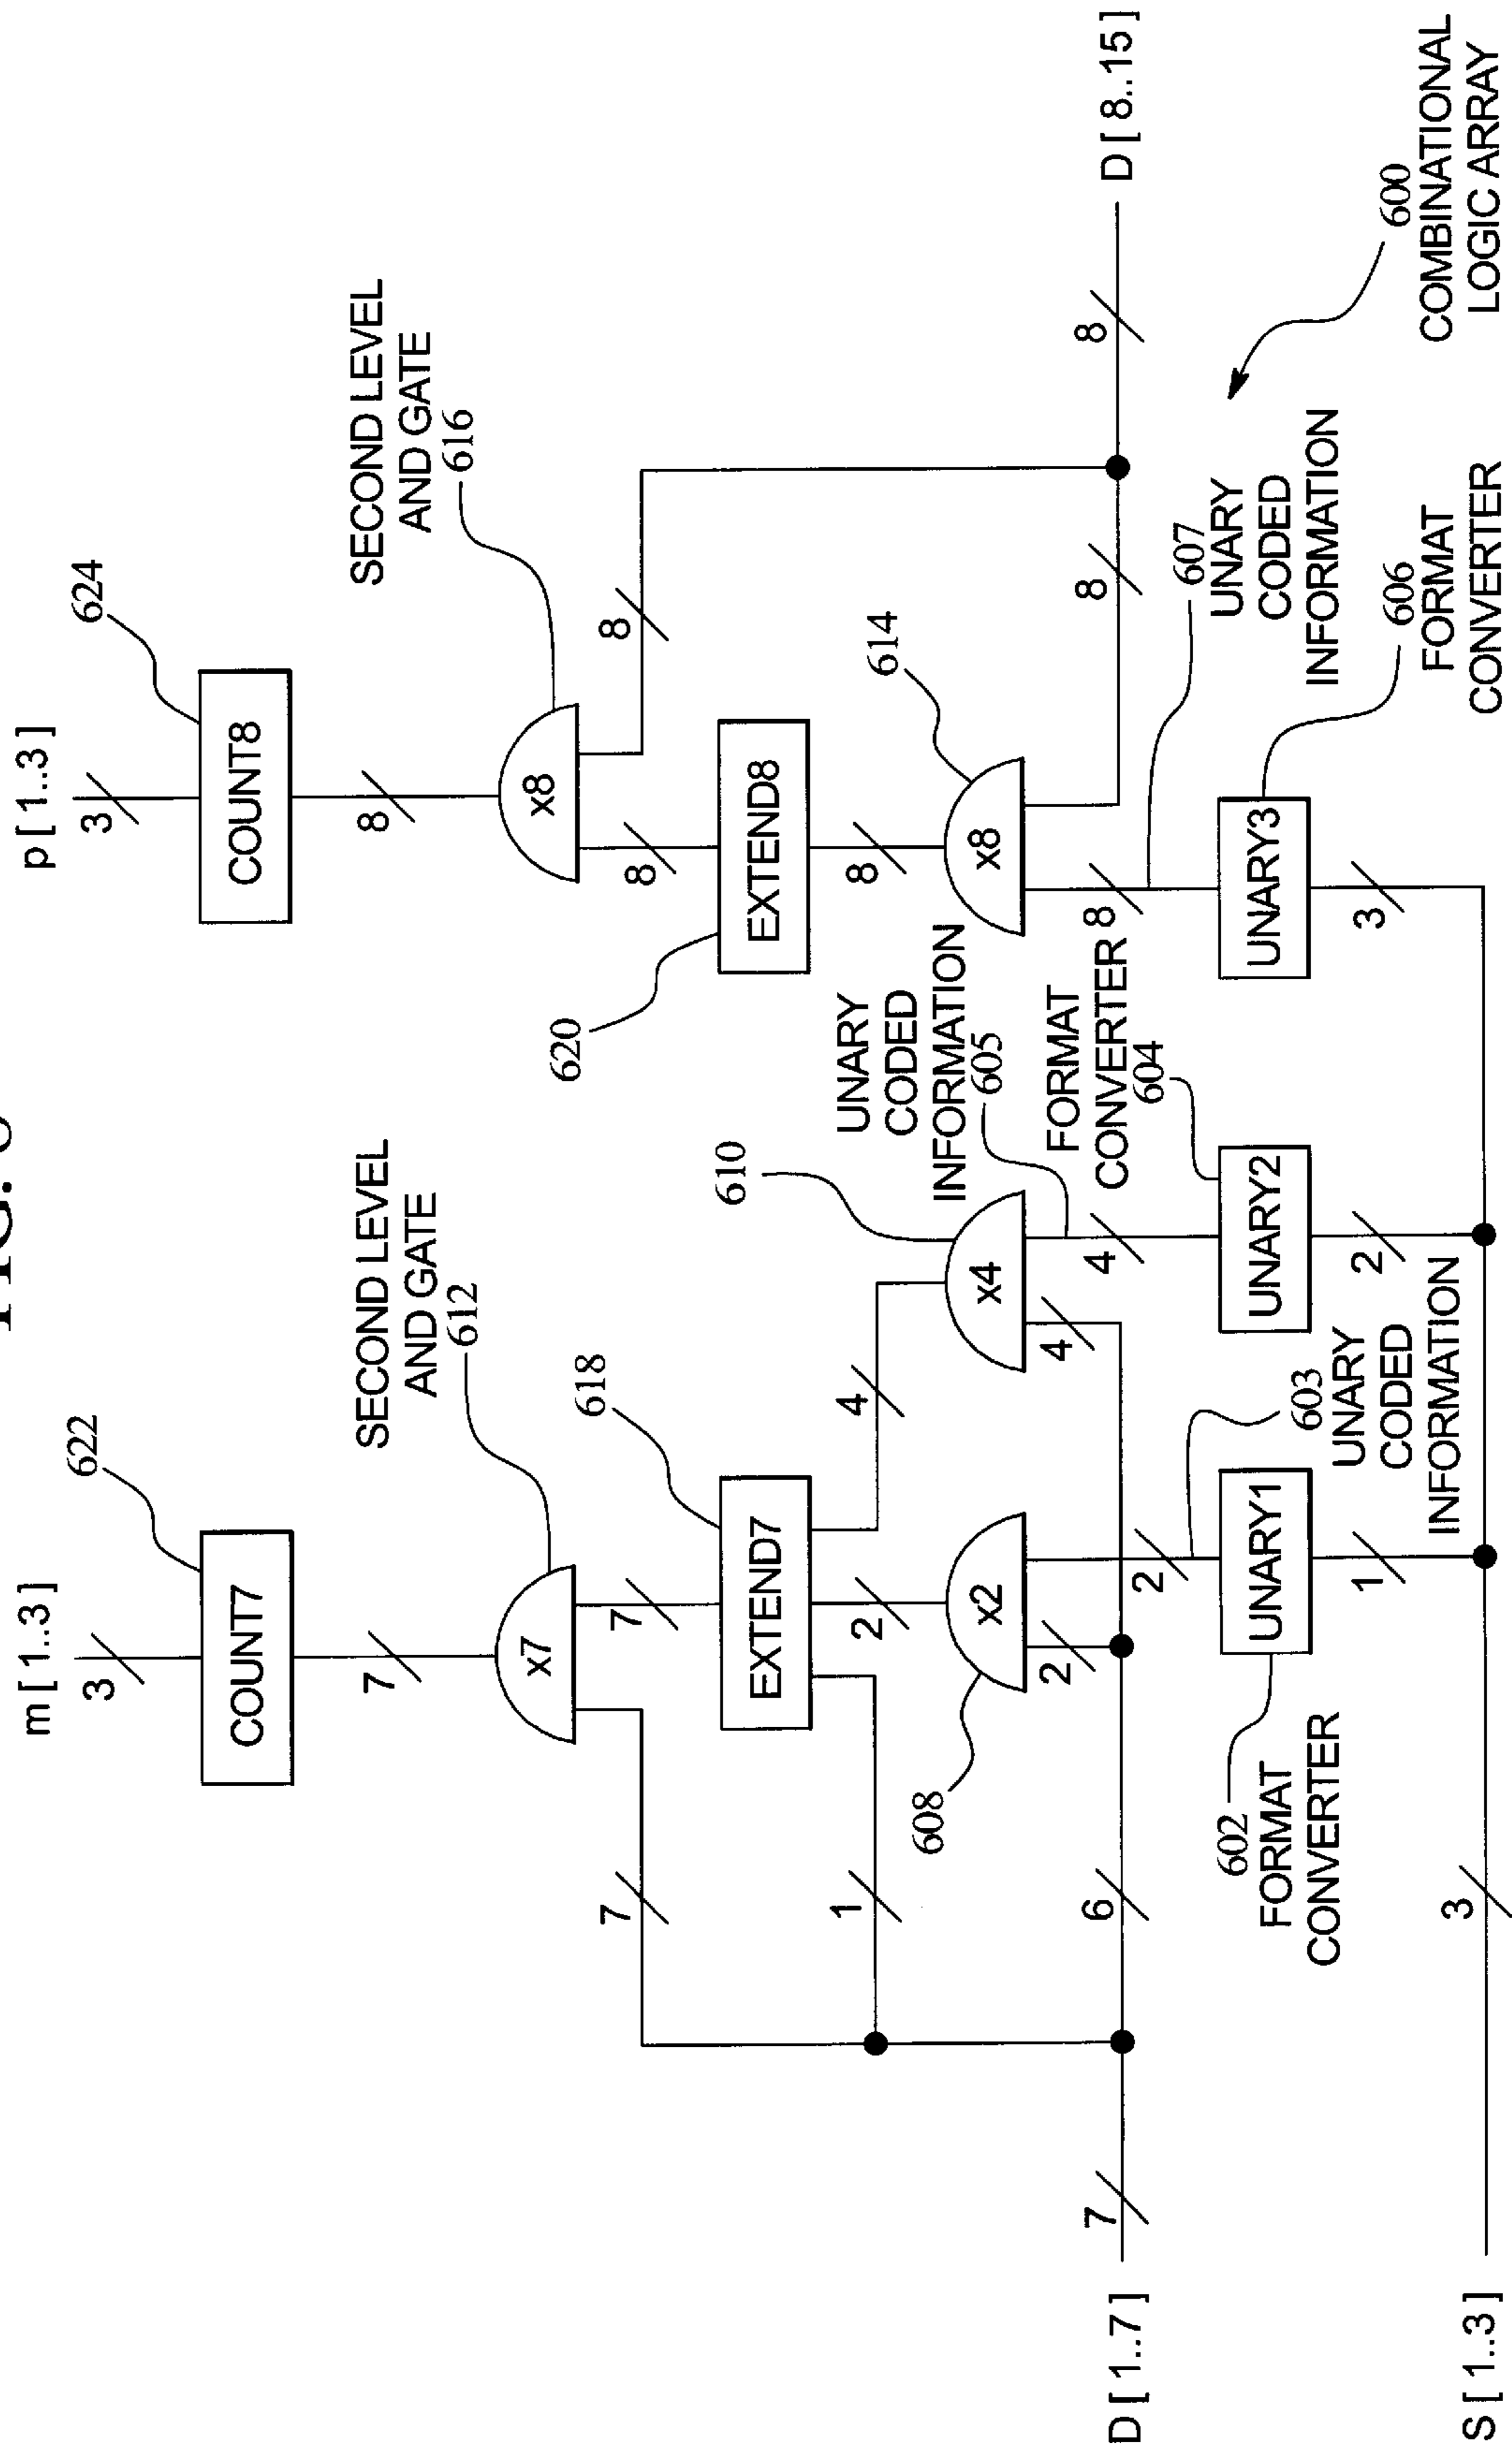 FIG. 6
m [ 1..3 ]
p [ 1..3 ]
3
3
622
624
COUNT7
COUNT8
7
8
SECOND LEVEL
AND GATE
612
SECOND LEVEL
AND GATE
616
x7
x8
7
7
8
8
618
620
EXTEND7
EXTEND8
1
2
4
8
610
614
608
x2
x4
x8
UNARY
CODED
INFORMATION
605
2
4
D [ 1..7 ]
7
6
2
4
8
8
8
D [ 8..15 ]
FORMAT
CONVERTER
604
607
UNARY
CODED
INFORMATION
602
FORMAT
CONVERTER
UNARY1
UNARY2
UNARY3
603
UNARY
CODED
INFORMATION
606
FORMAT
CONVERTER
1
2
3
600
COMBINATIONAL
LOGIC ARRAY
S [ 1..3 ]
3